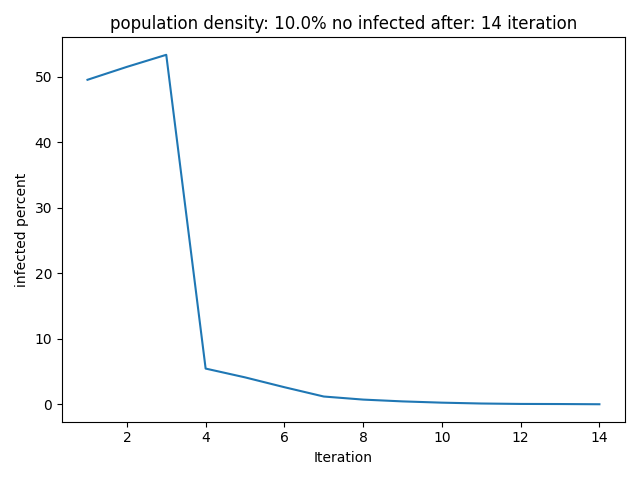 population density: 10.0% no infected after: 14 iteration
infected percent
50
40
30
20
10
0
2 4 6 8 10 12 14
Iteration